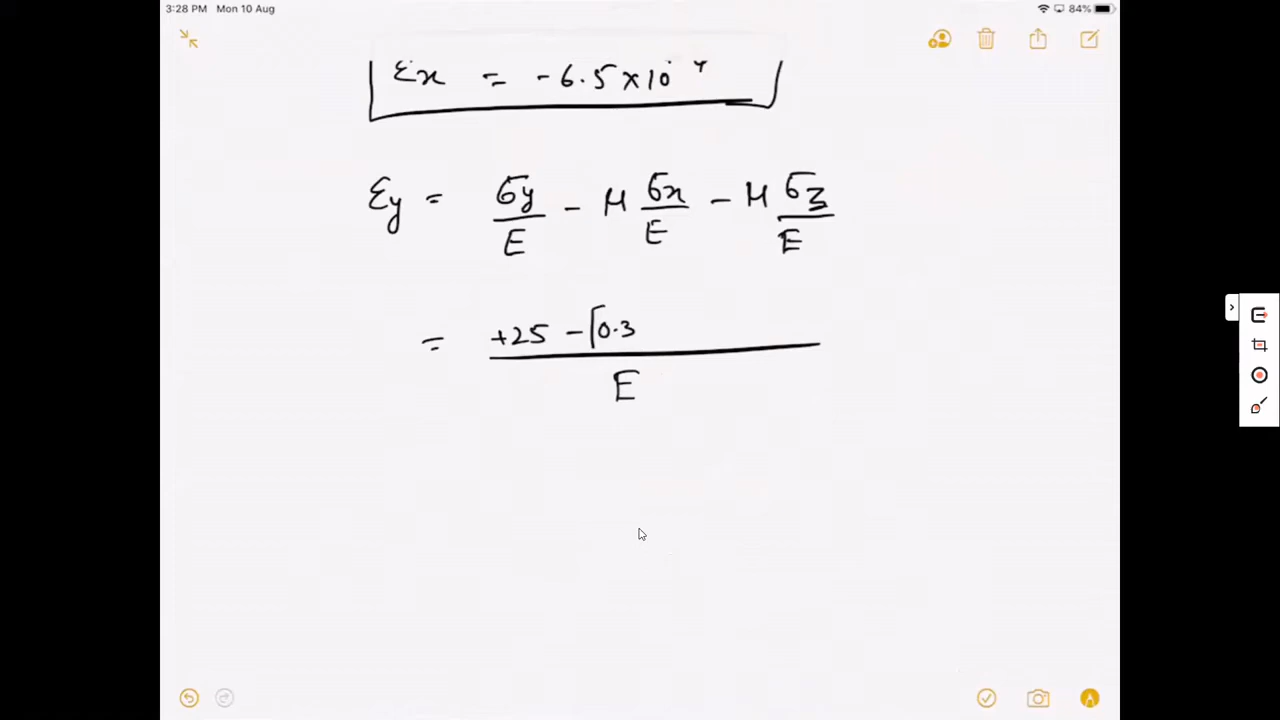 3:28 PM Mon 10 Aug 84%
εx = -6.5×10⁻⁴
εy = σy/E - μ σx/E - μ σz/E
= +25 - [0.3 / E